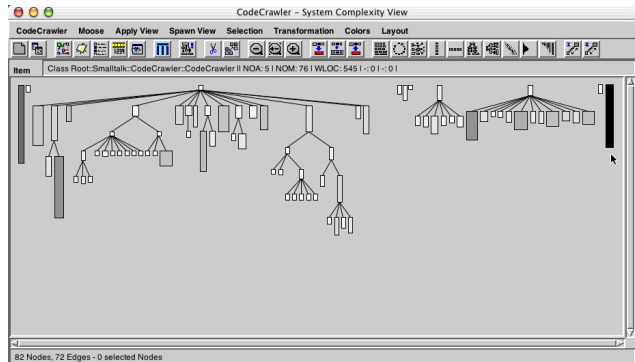 CodeCrawler – System Complexity View
CodeCrawler Moose Apply View Spawn View Selection Transformation Colors Layout
Item Class Root::Smalltalk::CodeCrawler::CodeCrawler || NOA: 5 | NOM: 76 | WLOC: 545 | -: 0 | -: 0 |
82 Nodes, 72 Edges - 0 selected Nodes